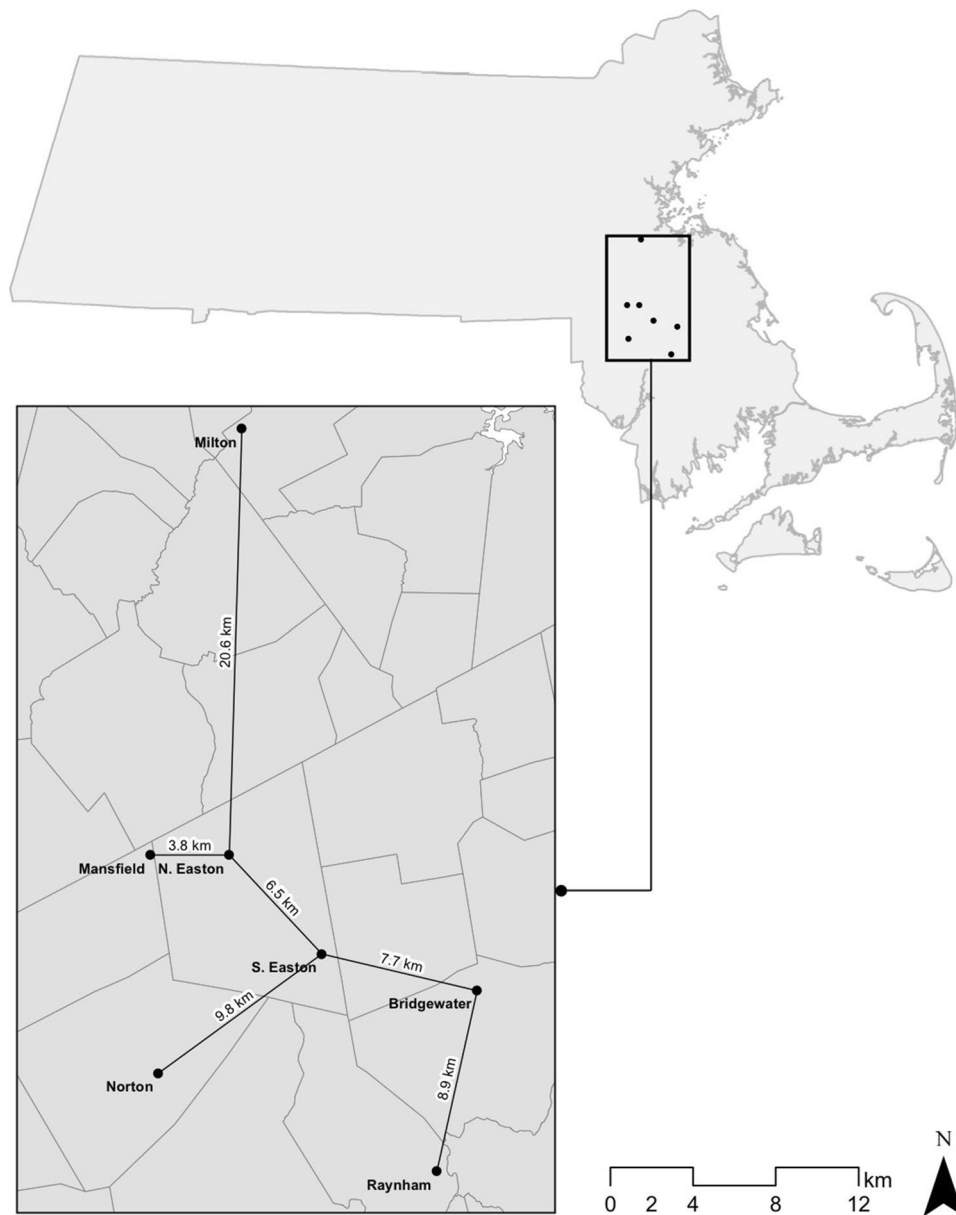 Milton
20.6 km
3.8 km
Mansfield
N. Easton
6.5 km
S. Easton
7.7 km
9.8 km
Bridgewater
Norton
8.9 km
Raynham
N
km
0 2 4 8 12